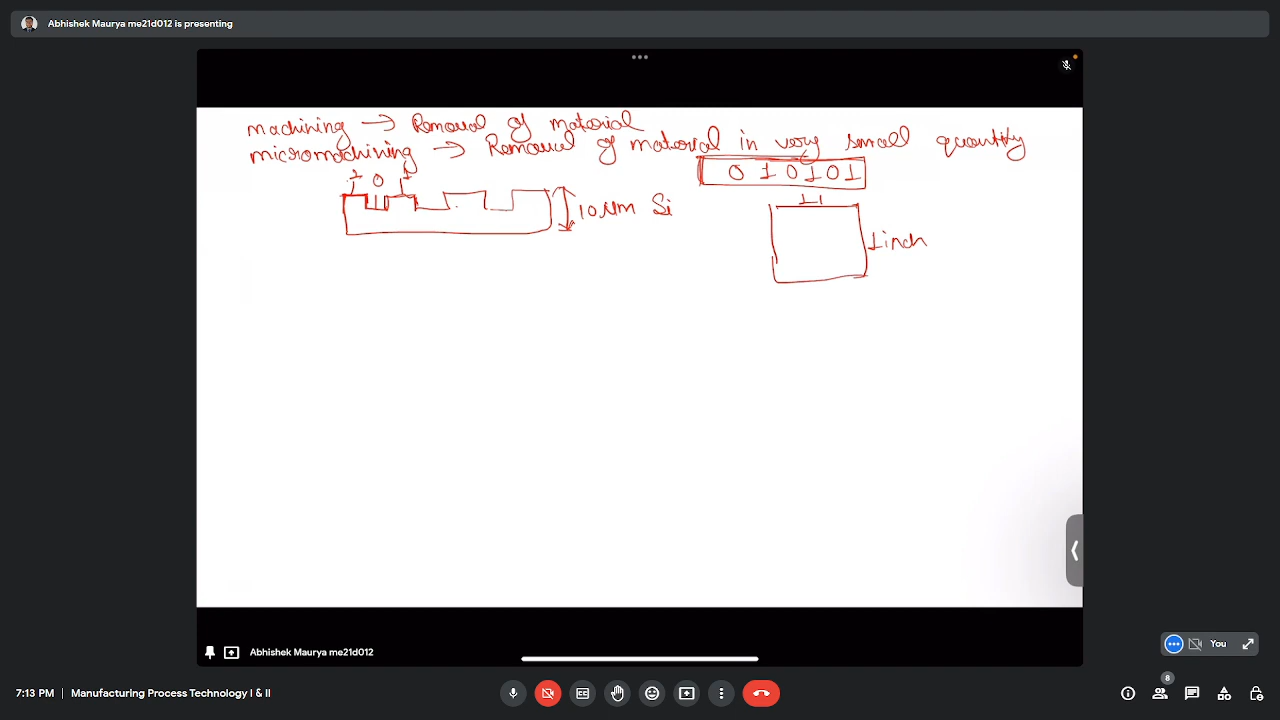 Abhishek Maurya me21d012 is presenting
machining → Removal of material
micromachining → Removal of material in very small quantity
1 0 1
0 1 0 1 0 1
10 μm Si
1 inch
Abhishek Maurya me21d012
You
8
7:13 PM | Manufacturing Process Technology I & II